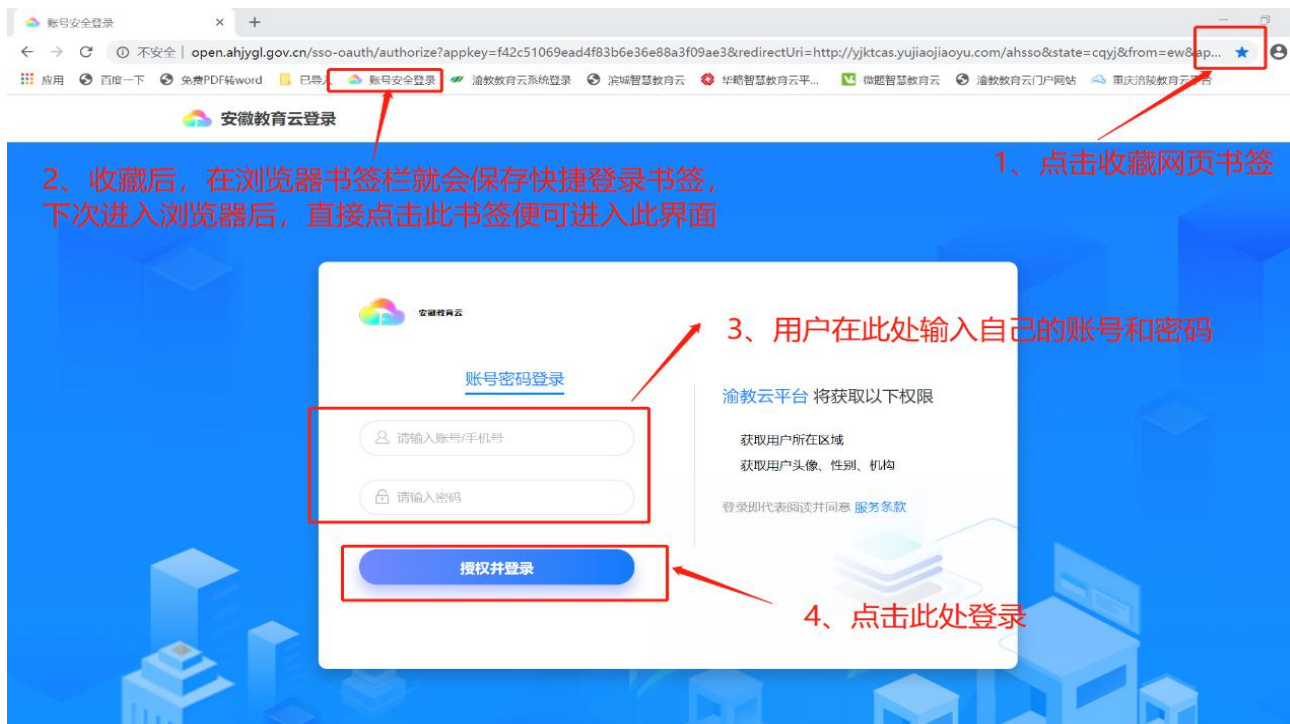 账号安全登录
不安全 | open.ahjygl.gov.cn/sso-oauth/authorize?appkey=f42c51069ead4f83b6e36e88a3f09ae3&redirectUri=http://yjktcas.yujiaojiaoyu.com/ahsso&state=cqyj&from=ew&ap...
应用 百度一下 免费PDF转word 已导入 账号安全登录 渝教教育云系统登录 滨城智慧教育云 华略智慧教育云平... 微题智慧教育云 渝教教育云门户网站 重庆涪陵教育云平台
安徽教育云登录
1、点击收藏网页书签
2、收藏后，在浏览器书签栏就会保存快捷登录书签，
下次进入浏览器后，直接点击此书签便可进入此界面
安徽教育云
3、用户在此处输入自己的账号和密码
账号密码登录
渝教云平台 将获取以下权限
请输入账号/手机号
获取用户所在区域
获取用户头像、性别、机构
请输入密码
登录即代表阅读并同意 服务条款
授权并登录
4、点击此处登录